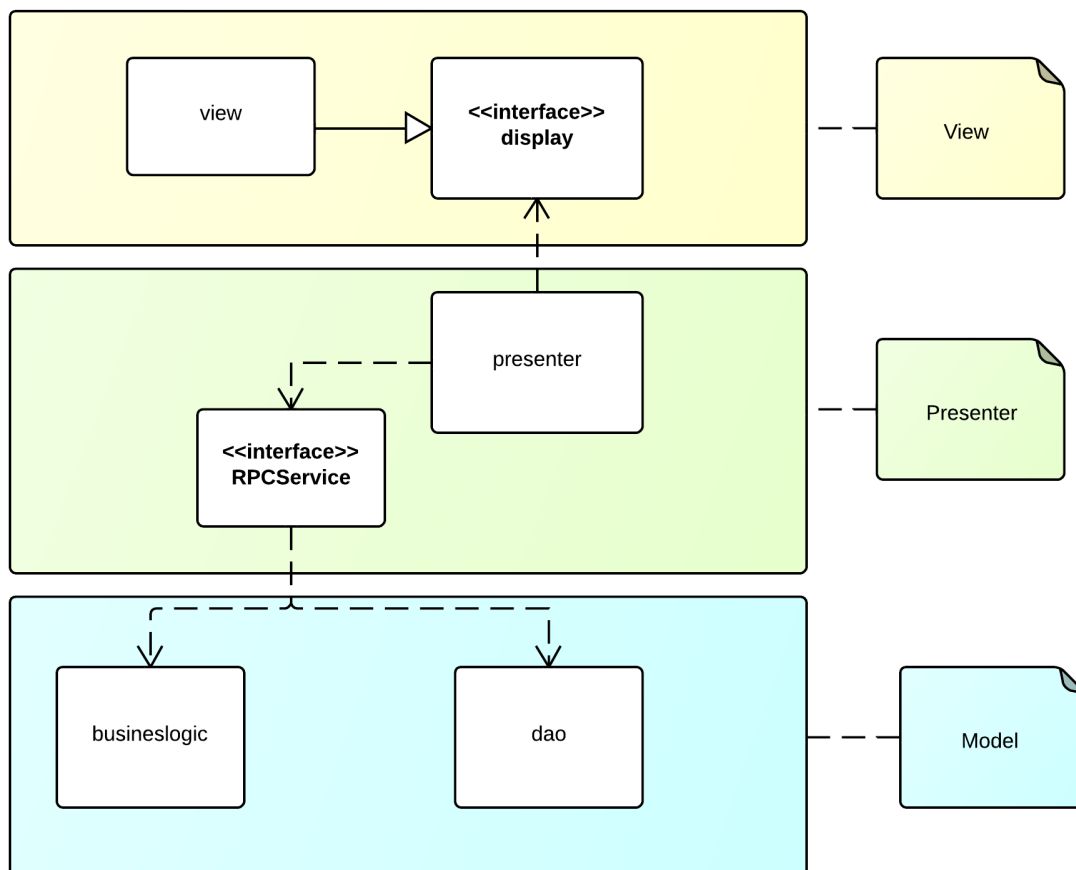 view
<<interface>>
display
View
presenter
Presenter
<<interface>>
RPCService
busineslogic
dao
Model